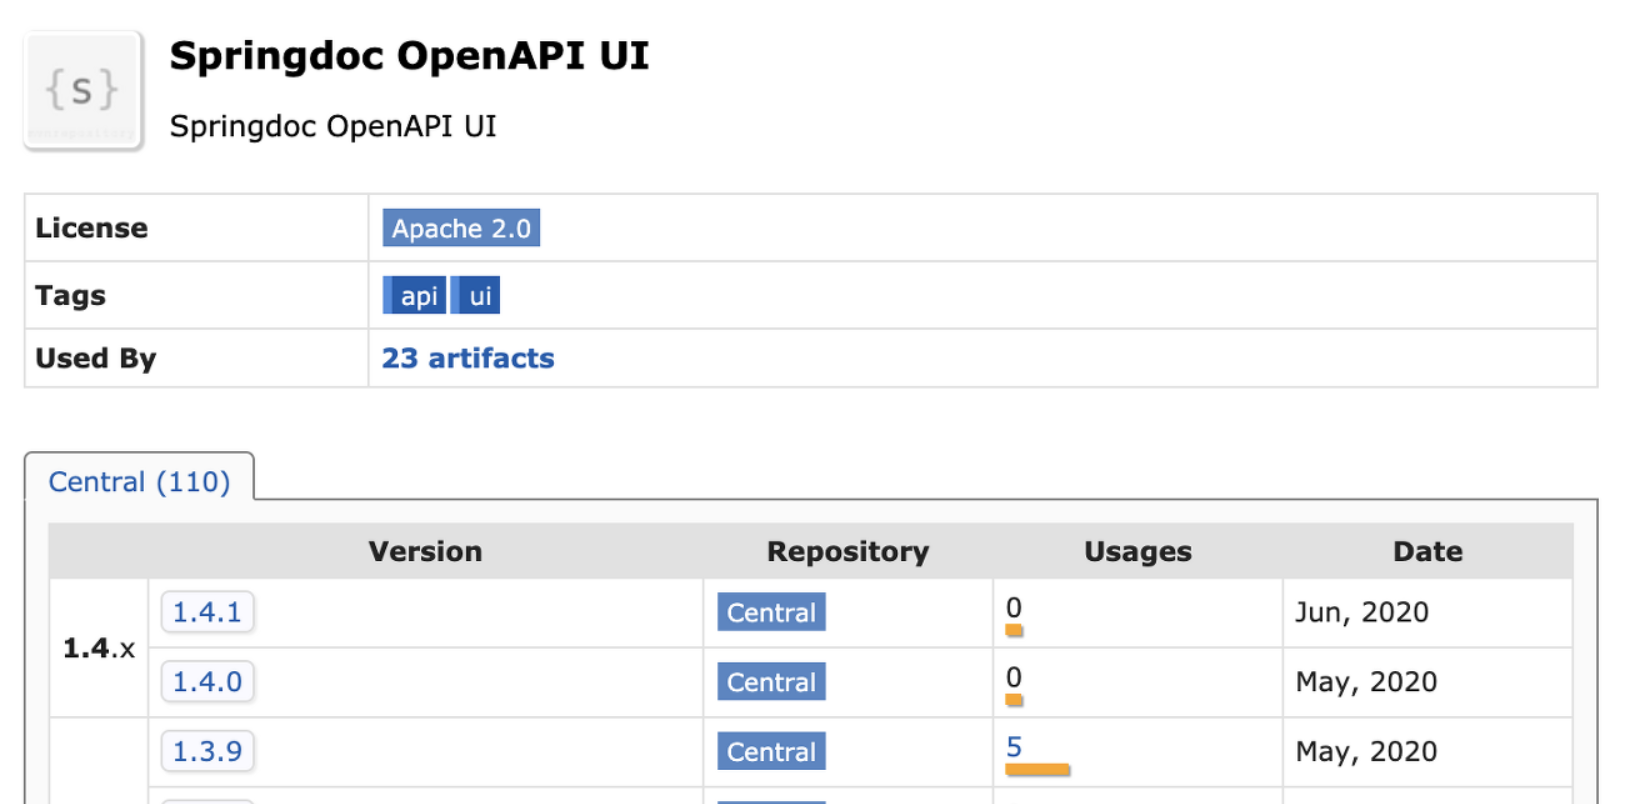 {s}
Springdoc OpenAPI UI
Springdoc OpenAPI UI
License Apache 2.0
Tags api ui
Used By 23 artifacts
Central (110)
Version Repository Usages Date
1.4.x
1.4.1 Central 0 Jun, 2020
1.4.0 Central 0 May, 2020
1.3.9 Central 5 May, 2020